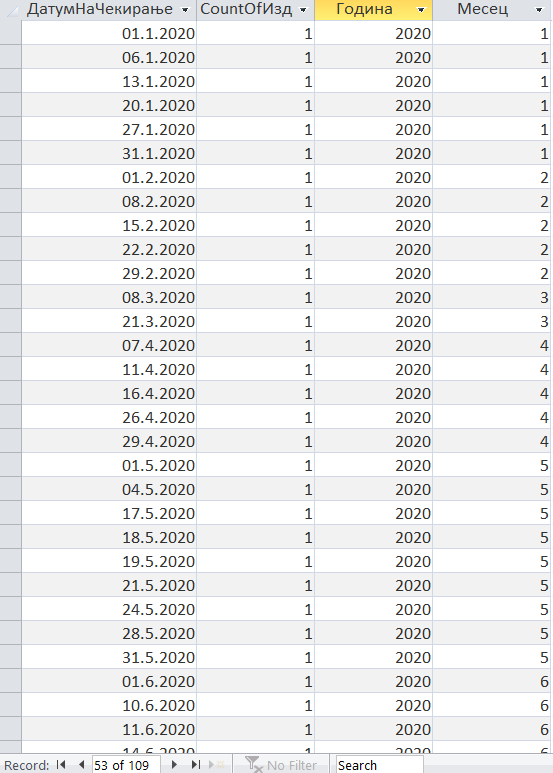 ДатумНаЧекирање CountOfИзд Година Месец
01.1.2020 1 2020 1
06.1.2020 1 2020 1
13.1.2020 1 2020 1
20.1.2020 1 2020 1
27.1.2020 1 2020 1
31.1.2020 1 2020 1
01.2.2020 1 2020 2
08.2.2020 1 2020 2
15.2.2020 1 2020 2
22.2.2020 1 2020 2
29.2.2020 1 2020 2
08.3.2020 1 2020 3
21.3.2020 1 2020 3
07.4.2020 1 2020 4
11.4.2020 1 2020 4
16.4.2020 1 2020 4
26.4.2020 1 2020 4
29.4.2020 1 2020 4
01.5.2020 1 2020 5
04.5.2020 1 2020 5
17.5.2020 1 2020 5
18.5.2020 1 2020 5
19.5.2020 1 2020 5
21.5.2020 1 2020 5
24.5.2020 1 2020 5
28.5.2020 1 2020 5
31.5.2020 1 2020 5
01.6.2020 1 2020 6
10.6.2020 1 2020 6
11.6.2020 1 2020 6
14.6.2020 1 2020 6
Record: 53 of 109 No Filter Search